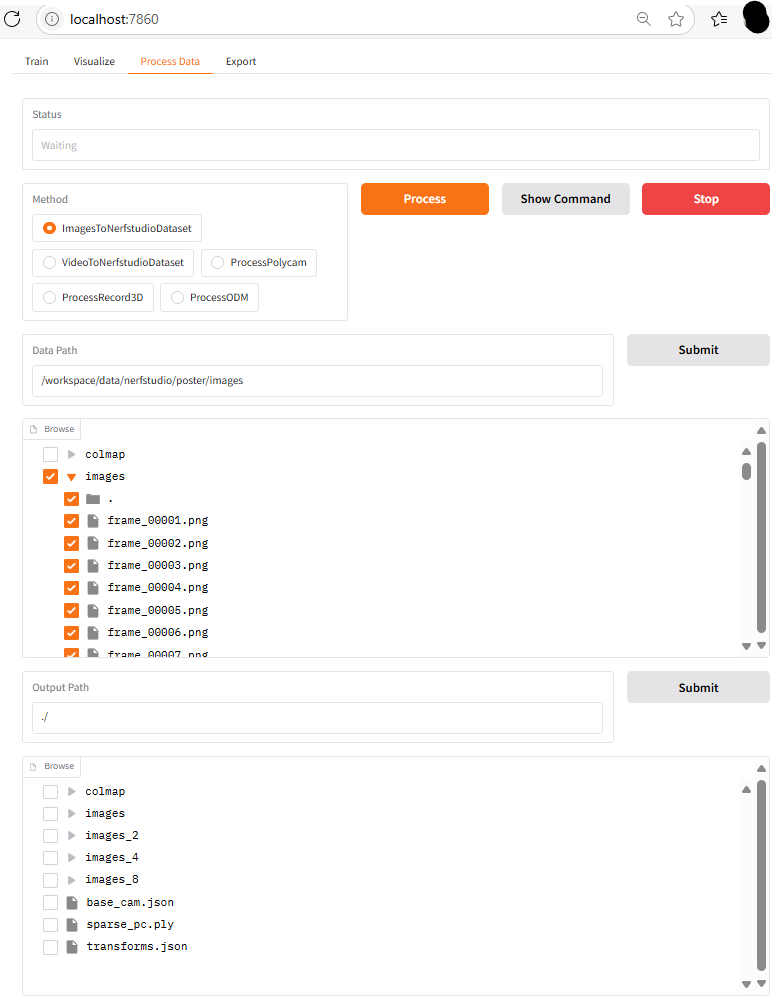 localhost:7860
Train Visualize Process Data Export
Status
Waiting
Method
Process Show Command Stop
ImagesToNerfstudioDataset
VideoToNerfstudioDataset ProcessPolycam
ProcessRecord3D ProcessODM
Data Path
Submit
/workspace/data/nerfstudio/poster/images
Browse
colmap
images
.
frame_00001.png
frame_00002.png
frame_00003.png
frame_00004.png
frame_00005.png
frame_00006.png
frame_00007.png
Output Path
Submit
./
Browse
colmap
images
images_2
images_4
images_8
base_cam.json
sparse_pc.ply
transforms.json